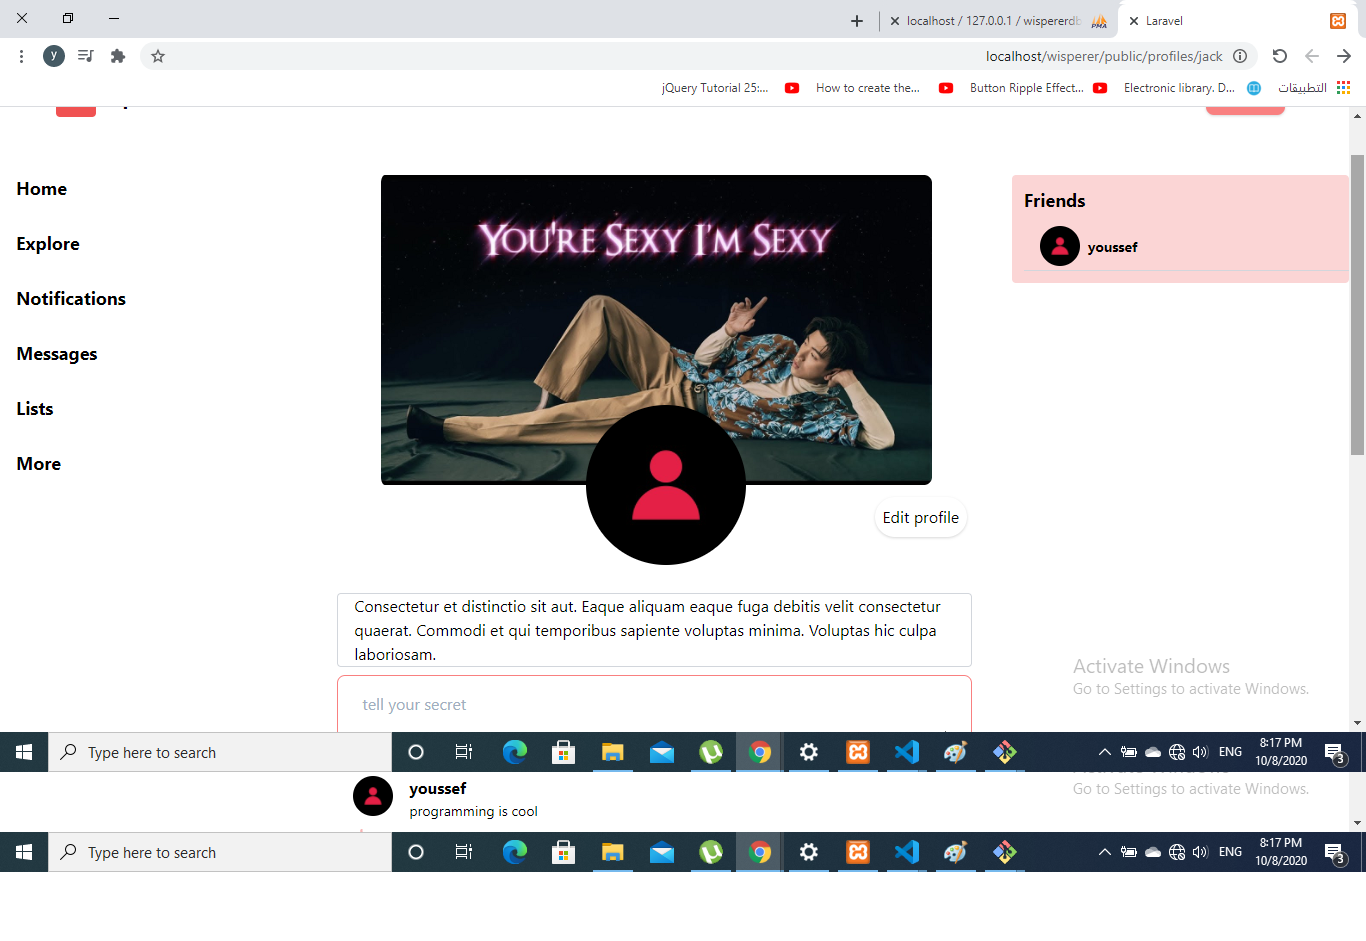 localhost / 127.0.0.1 / wispererdb
PMA
Laravel
y
localhost/wisperer/public/profiles/jack
jQuery Tutorial 25:...
How to create the...
Button Ripple Effect...
Electronic library. D...
التطبيقات
Home
Explore
Notifications
Messages
Lists
More
YOU'RE SEXY I'M SEXY
Friends
youssef
Edit profile
Consectetur et distinctio sit aut. Eaque aliquam eaque fuga debitis velit consectetur
quaerat. Commodi et qui temporibus sapiente voluptas minima. Voluptas hic culpa
laboriosam.
tell your secret
Activate Windows
Go to Settings to activate Windows.
Type here to search
ENG
8:17 PM
10/8/2020
3
youssef
programming is cool
Go to Settings to activate Windows.
Type here to search
ENG
8:17 PM
10/8/2020
3